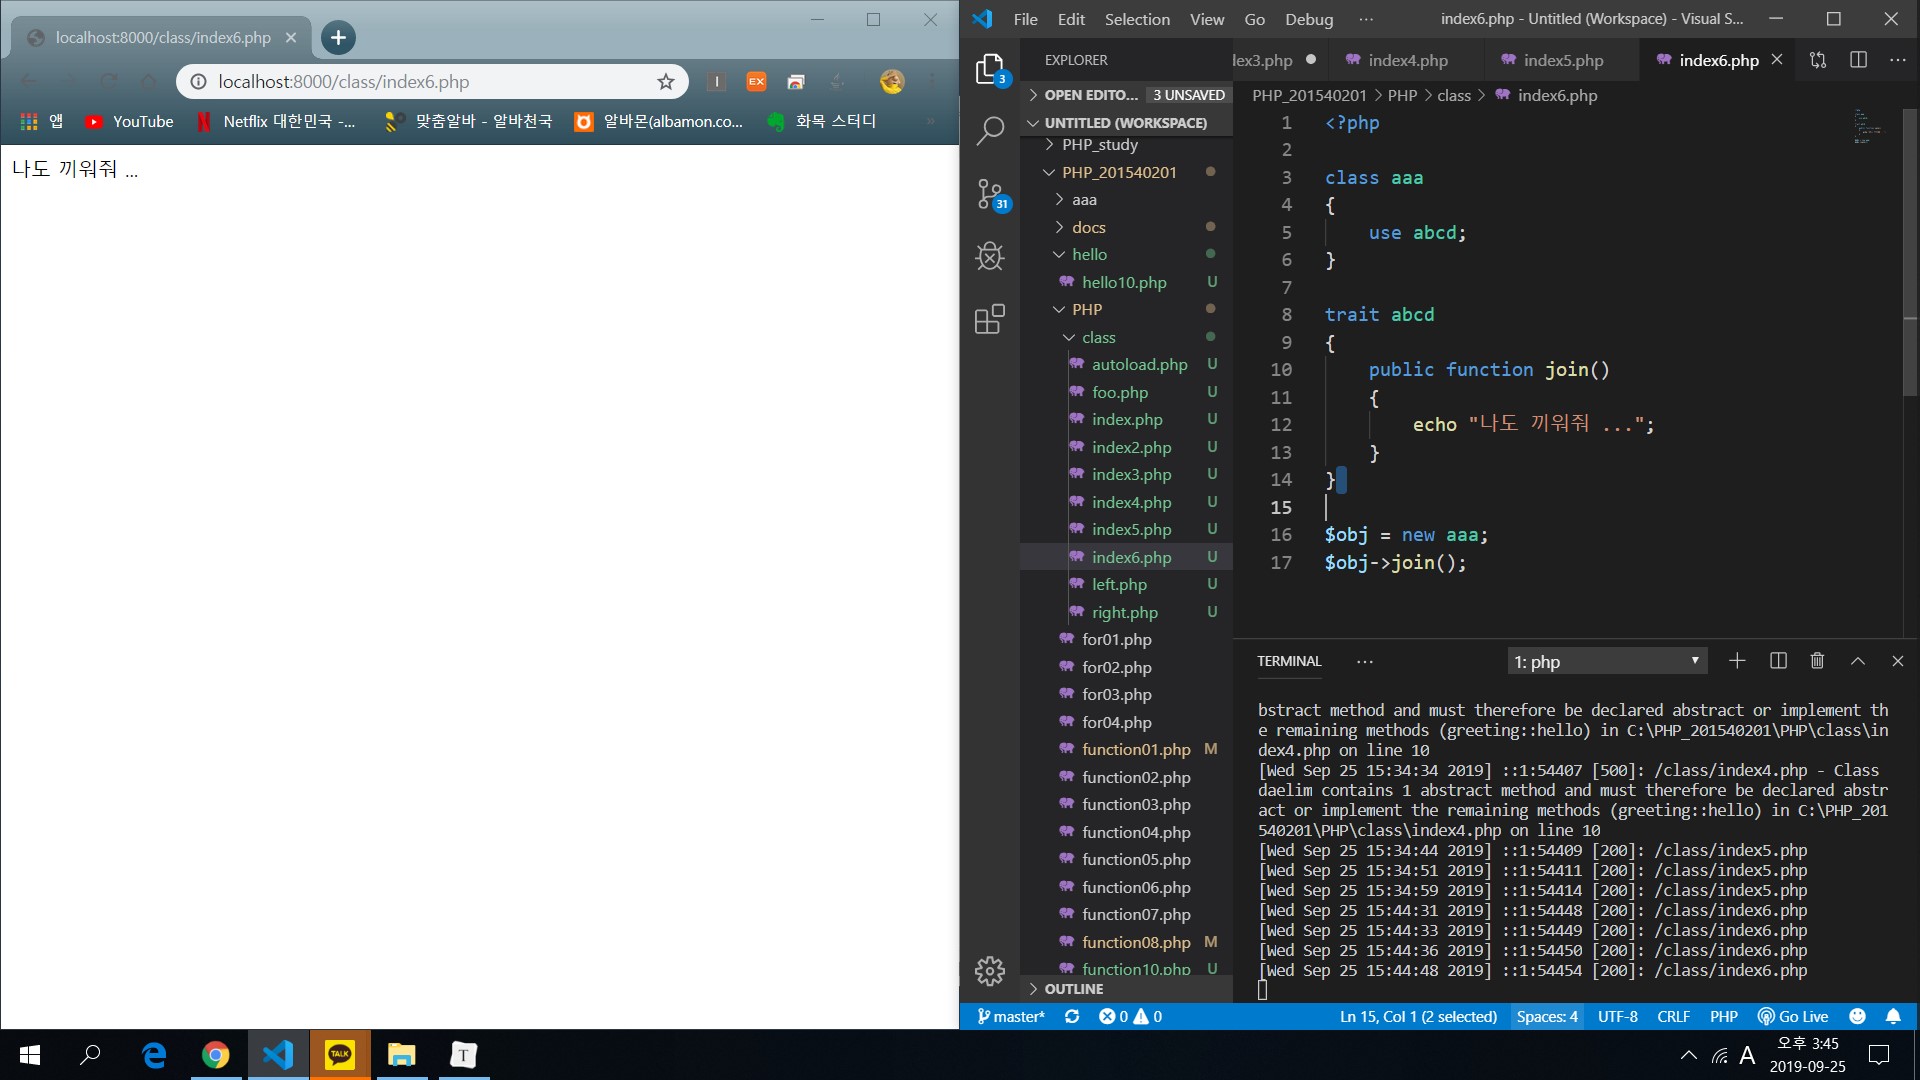 localhost:8000/class/index6.php
localhost:8000/class/index6.php
앱
YouTube
Netflix 대한민국 -...
맞춤알바 - 알바천국
알바몬(albamon.co...
화목 스터디
나도 끼워줘 ...
File Edit Selection View Go Debug ...
index6.php - Untitled (Workspace) - Visual S...
EXPLORER
lex3.php
index4.php
index5.php
index6.php
3
OPEN EDITO... 3 UNSAVED
UNTITLED (WORKSPACE)
PHP_study
PHP_201540201
aaa
docs
hello
hello10.php U
PHP
class
autoload.php U
foo.php U
index.php U
index2.php U
index3.php U
index4.php U
index5.php U
index6.php U
left.php U
right.php U
for01.php
for02.php
for03.php
for04.php
function01.php M
function02.php
function03.php
function04.php
function05.php
function06.php
function07.php
function08.php M
function10.php U
OUTLINE
31
PHP_201540201 > PHP > class > index6.php
1 <?php
2
3 class aaa
4 {
5 use abcd;
6 }
7
8 trait abcd
9 {
10 public function join()
11 {
12 echo "나도 끼워줘 ...";
13 }
14 }
15
16 $obj = new aaa;
17 $obj->join();
TERMINAL ... 1: php
bstract method and must therefore be declared abstract or implement th
e remaining methods (greeting::hello) in C:\PHP_201540201\PHP\class\in
dex4.php on line 10
[Wed Sep 25 15:34:34 2019] ::1:54407 [500]: /class/index4.php - Class
daelim contains 1 abstract method and must therefore be declared abstr
act or implement the remaining methods (greeting::hello) in C:\PHP_201
540201\PHP\class\index4.php on line 10
[Wed Sep 25 15:34:44 2019] ::1:54409 [200]: /class/index5.php
[Wed Sep 25 15:34:51 2019] ::1:54411 [200]: /class/index5.php
[Wed Sep 25 15:34:59 2019] ::1:54414 [200]: /class/index5.php
[Wed Sep 25 15:44:31 2019] ::1:54448 [200]: /class/index6.php
[Wed Sep 25 15:44:33 2019] ::1:54449 [200]: /class/index6.php
[Wed Sep 25 15:44:36 2019] ::1:54450 [200]: /class/index6.php
[Wed Sep 25 15:44:48 2019] ::1:54454 [200]: /class/index6.php
master* 0 0 Ln 15, Col 1 (2 selected) Spaces: 4 UTF-8 CRLF PHP Go Live
TALK
T
A
오후 3:45
2019-09-25